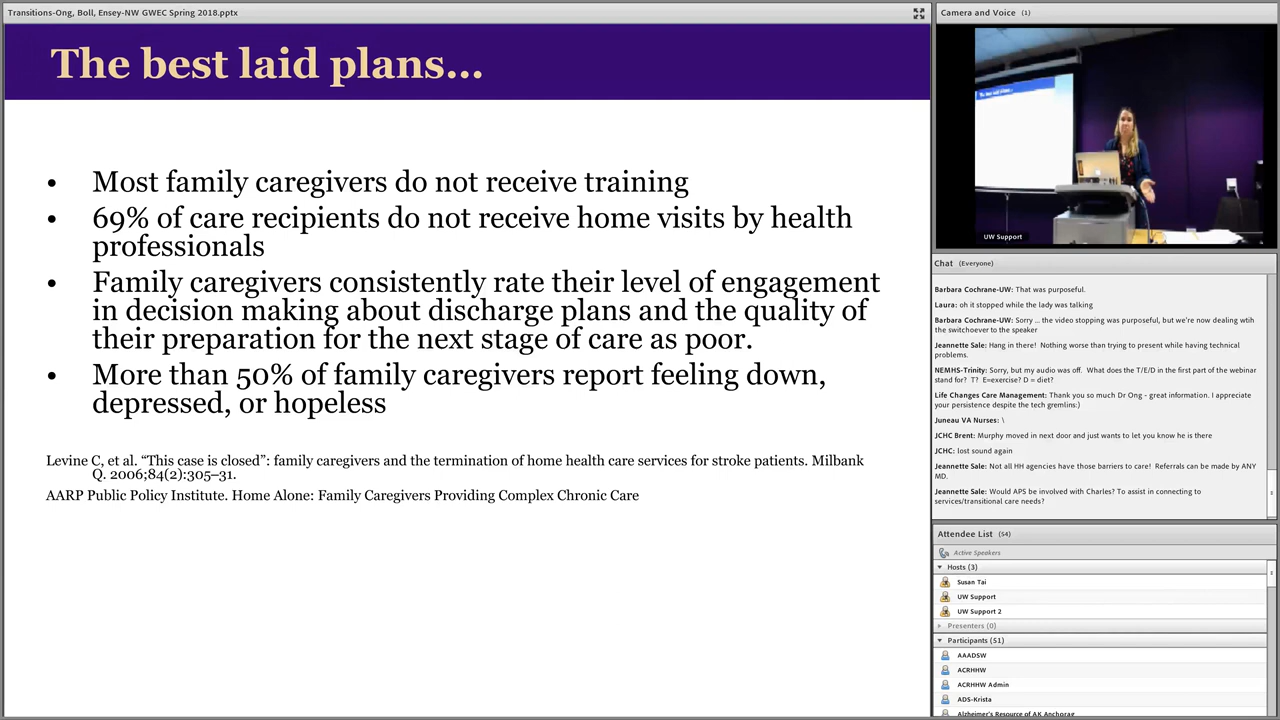 Transitions-Ong, Boll, Ensey-NW GWEC Spring 2018.pptx
The best laid plans...
• Most family caregivers do not receive training
• 69% of care recipients do not receive home visits by health
professionals
• Family caregivers consistently rate their level of engagement
in decision making about discharge plans and the quality of
their preparation for the next stage of care as poor.
• More than 50% of family caregivers report feeling down,
depressed, or hopeless
Levine C, et al. “This case is closed”: family caregivers and the termination of home health care services for stroke patients. Milbank
Q. 2006;84(2):305–31.
AARP Public Policy Institute. Home Alone: Family Caregivers Providing Complex Chronic Care
Camera and Voice (1)
The best laid plans...
UW Support
Chat (Everyone)
Barbara Cochrane-UW: That was purposeful.
Laura: oh it stopped while the lady was talking
Barbara Cochrane-UW: Sorry ... the video stopping was purposeful, but we're now dealing wtih
the switchoever to the speaker
Jeannette Sale: Hang in there! Nothing worse than trying to present while having technical
problems.
NEMHS-Trinity: Sorry, but my audio was off. What does the T/E/D in the first part of the webinar
stand for? T? E=exercise? D = diet?
Life Changes Care Management: Thank you so much Dr Ong - great information. I appreciate
your persistence despite the tech gremlins:)
Juneau VA Nurses: \
JCHC Brent: Murphy moved in next door and just wants to let you know he is there
JCHC: lost sound again
Jeannette Sale: Not all HH agencies have those barriers to care! Referrals can be made by ANY
MD.
Jeannette Sale: Would APS be involved with Charles? To assist in connecting to
services/transitional care needs?
Attendee List (54)
Active Speakers
Hosts (3)
Susan Tai
UW Support
UW Support 2
Presenters (0)
Participants (51)
AAADSW
ACRHHW
ACRHHW Admin
ADS-Krista
Alzheimer's Resource of AK Anchorag